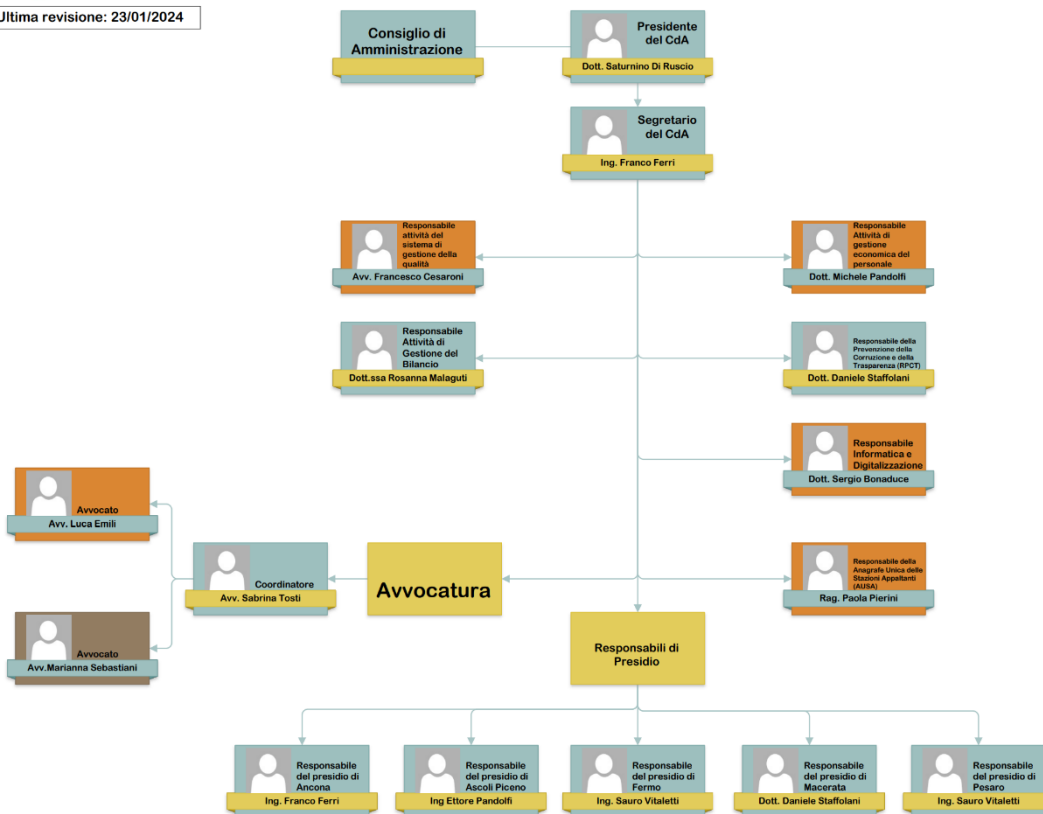 Ultima revisione: 23/01/2024
Consiglio di
Amministrazione
Presidente
del CdA
Dott. Saturnino Di Ruscio
Segretario
del CdA
Ing. Franco Ferri
Responsabile
attività del
sistema di
gestione della
qualità
Avv. Francesco Cesaroni
Responsabile
Attività di
gestione
economica del
personale
Dott. Michele Pandolfi
Responsabile
Attività di
Gestione del
Bilancio
Dott.ssa Rosanna Malaguti
Responsabile della
Prevenzione della
Corruzione e della
Trasparenza (RPCT)
Dott. Daniele Staffolani
Responsabile
Informatica e
Digitalizzazione
Dott. Sergio Bonaduce
Avvocato
Avv. Luca Emili
Coordinatore
Avv. Sabrina Tosti
Avvocatura
Responsabile della
Anagrafe Unica delle
Stazioni Appaltanti
(AUSA)
Rag. Paola Pierini
Avvocato
Avv.Marianna Sebastiani
Responsabili di
Presidio
Responsabile
del presidio di
Ancona
Ing. Franco Ferri
Responsabile
del presidio di
Ascoli Piceno
Ing Ettore Pandolfi
Responsabile
del presidio di
Fermo
Ing. Sauro Vitaletti
Responsabile
del presidio di
Macerata
Dott. Daniele Staffolani
Responsabile
del presidio di
Pesaro
Ing. Sauro Vitaletti